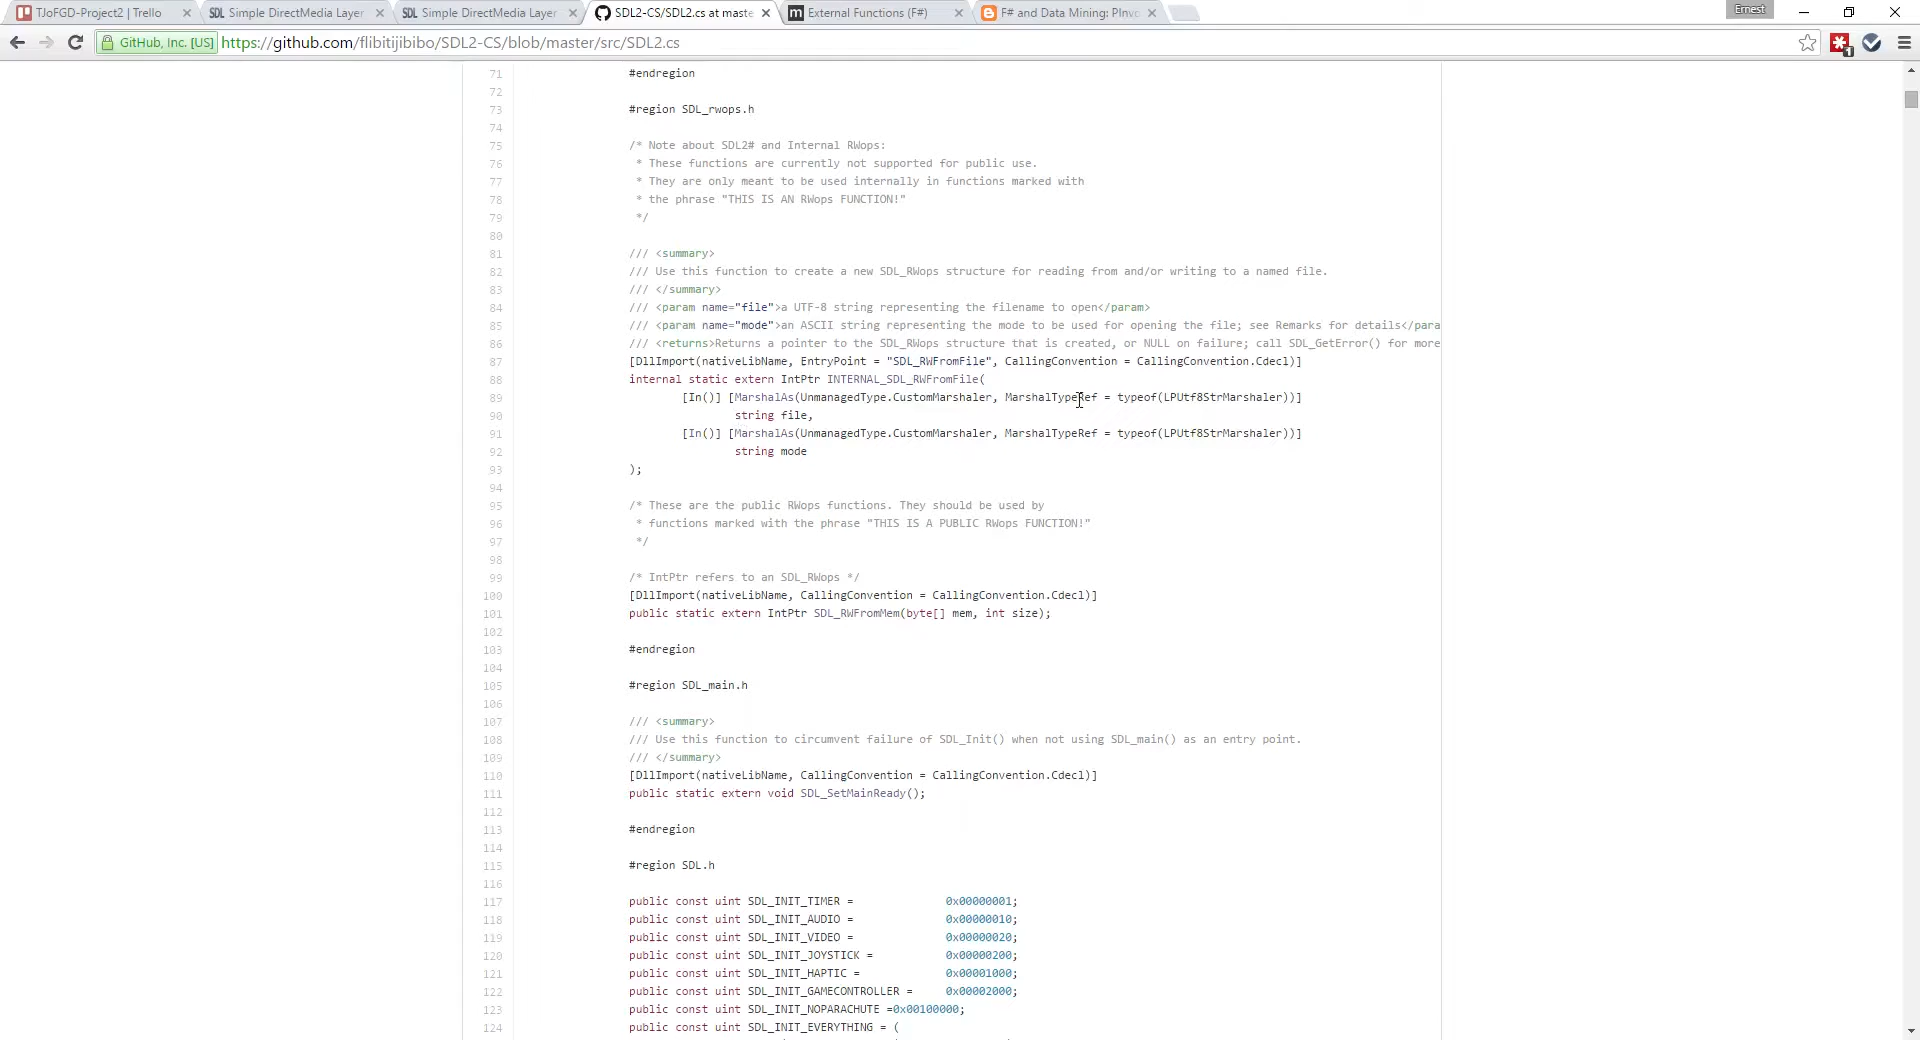 TJoFGD-Project2 | Trello
Simple DirectMedia Layer
Simple DirectMedia Layer
SDL2-CS/SDL2.cs at maste
External Functions (F#)
F# and Data Mining: PInvo
Ernest
GitHub, Inc. [US]
https://github.com/flibitijibibo/SDL2-CS/blob/master/src/SDL2.cs
71 #endregion
72
73 #region SDL_rwops.h
74
75 /* Note about SDL2# and Internal RWops:
76 * These functions are currently not supported for public use.
77 * They are only meant to be used internally in functions marked with
78 * the phrase "THIS IS AN RWops FUNCTION!"
79 */
80
81 /// <summary>
82 /// Use this function to create a new SDL_RWops structure for reading from and/or writing to a named file.
83 /// </summary>
84 /// <param name="file">a UTF-8 string representing the filename to open</param>
85 /// <param name="mode">an ASCII string representing the mode to be used for opening the file; see Remarks for details</para
86 /// <returns>Returns a pointer to the SDL_RWops structure that is created, or NULL on failure; call SDL_GetError() for more
87 [DllImport(nativeLibName, EntryPoint = "SDL_RWFromFile", CallingConvention = CallingConvention.Cdecl)]
88 internal static extern IntPtr INTERNAL_SDL_RWFromFile(
89 [In()] [MarshalAs(UnmanagedType.CustomMarshaler, MarshalTypeRef = typeof(LPUtf8StrMarshaler))]
90 string file,
91 [In()] [MarshalAs(UnmanagedType.CustomMarshaler, MarshalTypeRef = typeof(LPUtf8StrMarshaler))]
92 string mode
93 );
94
95 /* These are the public RWops functions. They should be used by
96 * functions marked with the phrase "THIS IS A PUBLIC RWops FUNCTION!"
97 */
98
99 /* IntPtr refers to an SDL_RWops */
100 [DllImport(nativeLibName, CallingConvention = CallingConvention.Cdecl)]
101 public static extern IntPtr SDL_RWFromMem(byte[] mem, int size);
102
103 #endregion
104
105 #region SDL_main.h
106
107 /// <summary>
108 /// Use this function to circumvent failure of SDL_Init() when not using SDL_main() as an entry point.
109 /// </summary>
110 [DllImport(nativeLibName, CallingConvention = CallingConvention.Cdecl)]
111 public static extern void SDL_SetMainReady();
112
113 #endregion
114
115 #region SDL.h
116
117 public const uint SDL_INIT_TIMER = 0x00000001;
118 public const uint SDL_INIT_AUDIO = 0x00000010;
119 public const uint SDL_INIT_VIDEO = 0x00000020;
120 public const uint SDL_INIT_JOYSTICK = 0x00000200;
121 public const uint SDL_INIT_HAPTIC = 0x00001000;
122 public const uint SDL_INIT_GAMECONTROLLER = 0x00002000;
123 public const uint SDL_INIT_NOPARACHUTE =0x00100000;
124 public const uint SDL_INIT_EVERYTHING = (